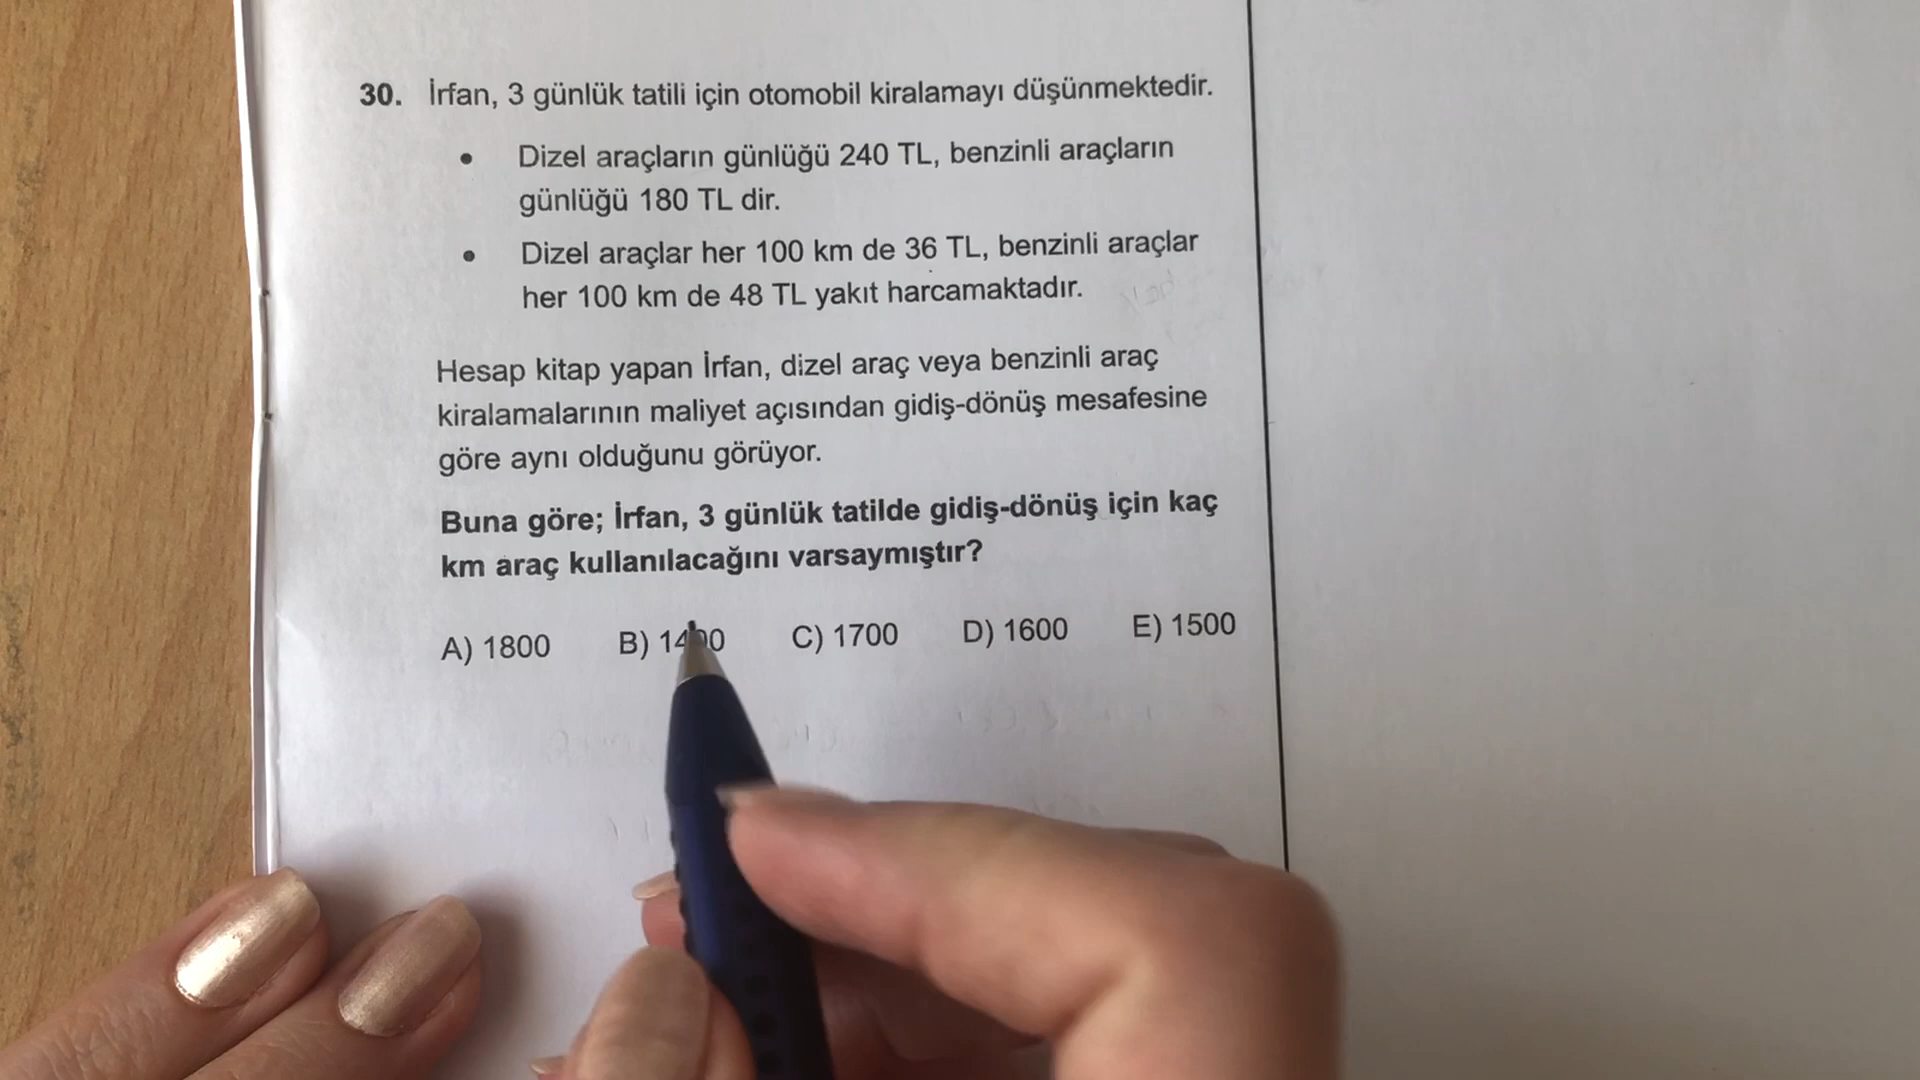 30. İrfan, 3 günlük tatili için otomobil kiralamayı düşünmektedir.
• Dizel araçların günlüğü 240 TL, benzinli araçların
günlüğü 180 TL dir.
• Dizel araçlar her 100 km de 36 TL, benzinli araçlar
her 100 km de 48 TL yakıt harcamaktadır.
Hesap kitap yapan İrfan, dizel araç veya benzinli araç
kiralamalarının maliyet açısından gidiş-dönüş mesafesine
göre aynı olduğunu görüyor.
Buna göre; İrfan, 3 günlük tatilde gidiş-dönüş için kaç
km araç kullanılacağını varsaymıştır?
A) 1800 B) 1400 C) 1700 D) 1600 E) 1500